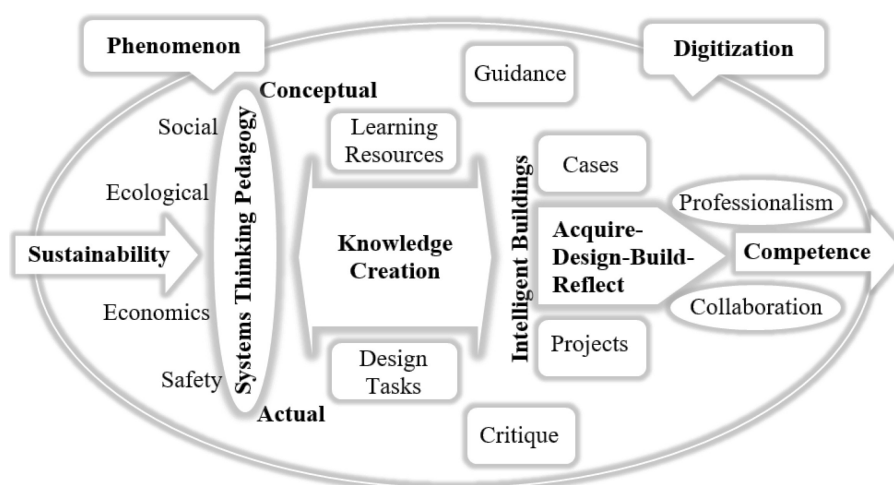 Phenomenon
Digitization
Guidance
Conceptual
Social
Learning
Resources
Ecological
Systems Thinking Pedagogy
Intelligent Buildings
Cases
Professionalism
Sustainability
Knowledge
Creation
Acquire-
Design-Build-
Reflect
Competence
Economics
Collaboration
Projects
Safety
Design
Tasks
Actual
Critique